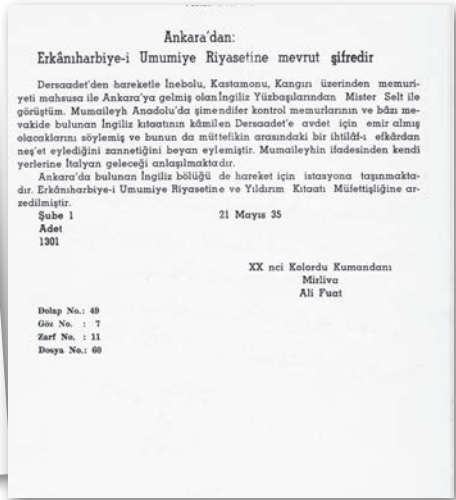 Ankara'dan:
Erkânıharbiye-i Umumiye Riyasetine mevrut şifredir
Dersaadet'den hareketle İnebolu, Kastamonu, Kangırı üzerinden memuri-
yeti mahsusa ile Ankara'ya gelmiş olan İngiliz Yüzbaşılarından Mister Selt ile
görüştüm. Mumaileyh Anadolu'da şimendifer kontrol memurlarının ve bâzı me-
vakide bulunan İngiliz kıtaatının kâmilen Dersaadet'e avdet için emir almış
olacaklarını söylemiş ve bunun da müttefikin arasındaki bir ihtilâf-ı efkârdan
neş'et eylediğini zannetiğini beyan eylemiştir. Mumaileyhin ifadesinden kendi
yerlerine İtalyan geleceği anlaşılmaktadır.
Ankara'da bulunan İngiliz bölüğü de hareket için istasyona taşınmakta-
dır. Erkânıharbiye-i Umumiye Riyasetine ve Yıldırım Kıtaatı Müfettişliğine ar-
zedilmiştir.
Şube 1 21 Mayıs 35
Adet
1301
XX nci Kolordu Kumandanı
Mirliva
Ali Fuat
Dolap No.: 49
Göz No. : 7
Zarf No. : 11
Dosya No.: 60